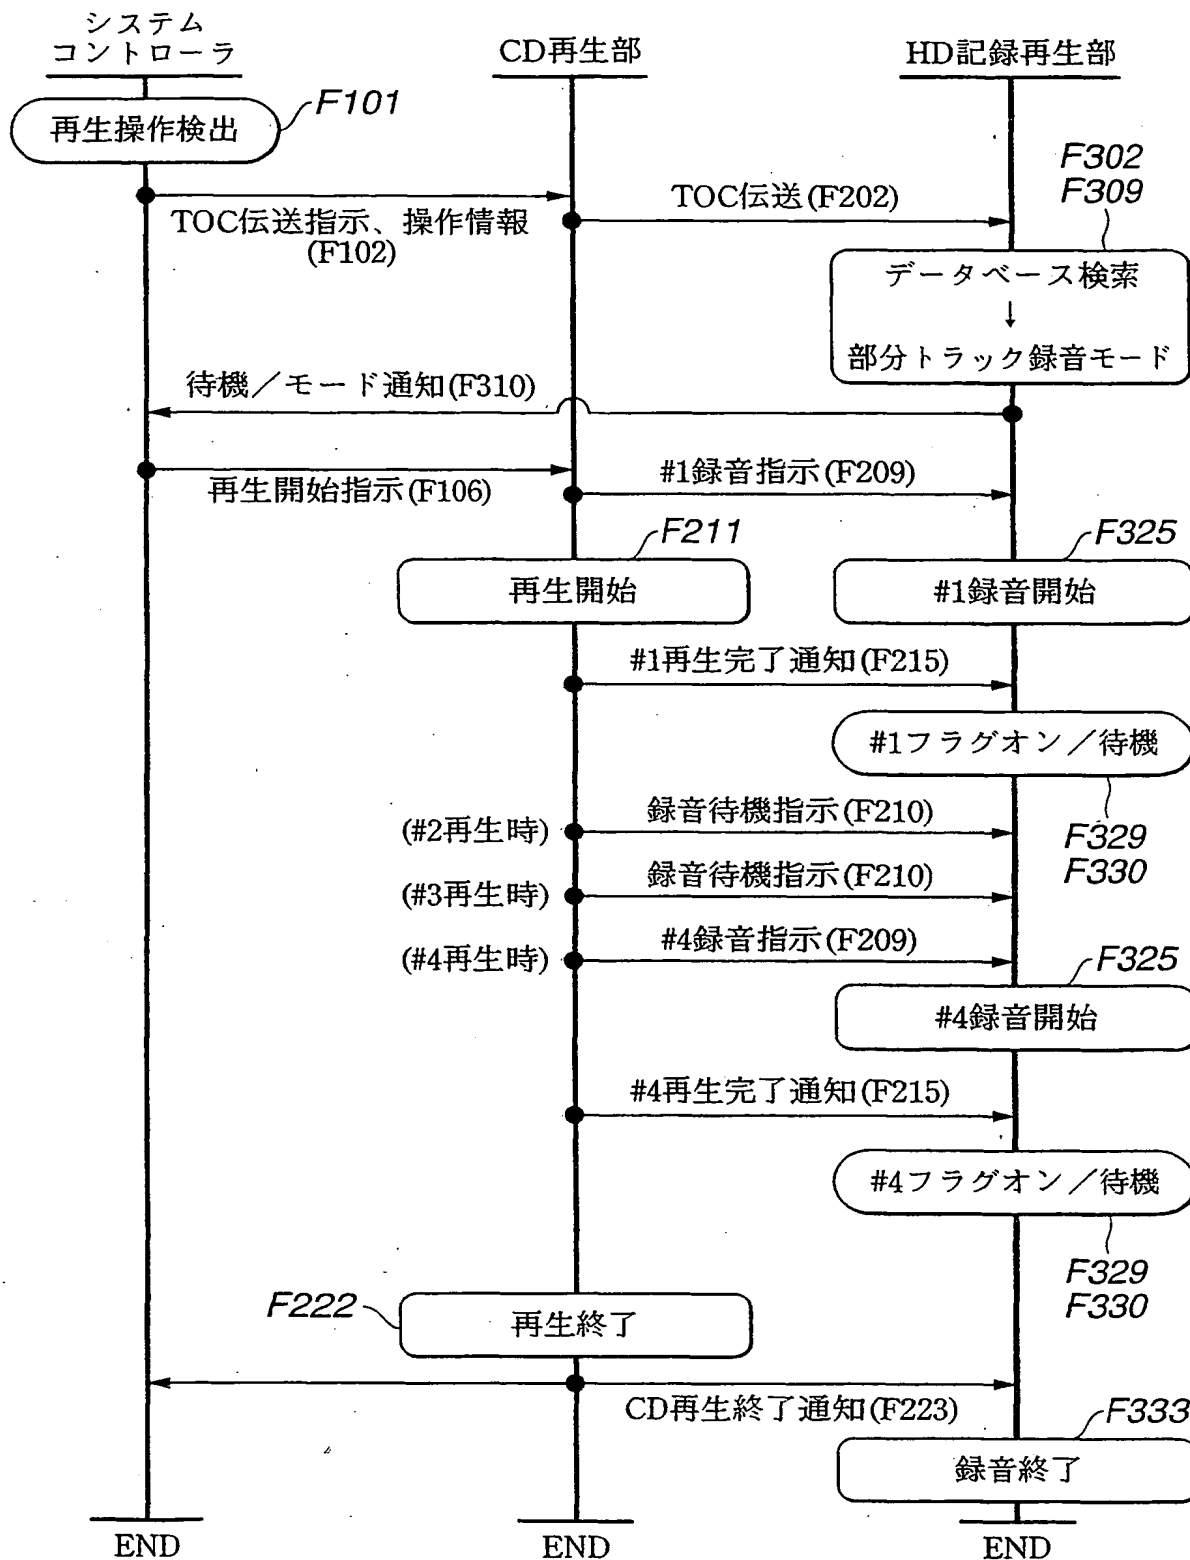 システム
コントローラ
CD再生部
HD記録再生部
再生操作検出
F101
F302
F309
TOC伝送指示、操作情報
(F102)
TOC伝送(F202)
データベース検索
↓
部分トラック録音モード
待機/モード通知(F310)
再生開始指示(F106)
#1録音指示(F209)
F211
F325
再生開始
#1録音開始
#1再生完了通知(F215)
#1フラグオン/待機
F329
F330
(#2再生時)
録音待機指示(F210)
(#3再生時)
録音待機指示(F210)
(#4再生時)
#4録音指示(F209)
F325
#4録音開始
#4再生完了通知(F215)
#4フラグオン/待機
F329
F330
F222
再生終了
CD再生終了通知(F223)
F333
録音終了
END
END
END